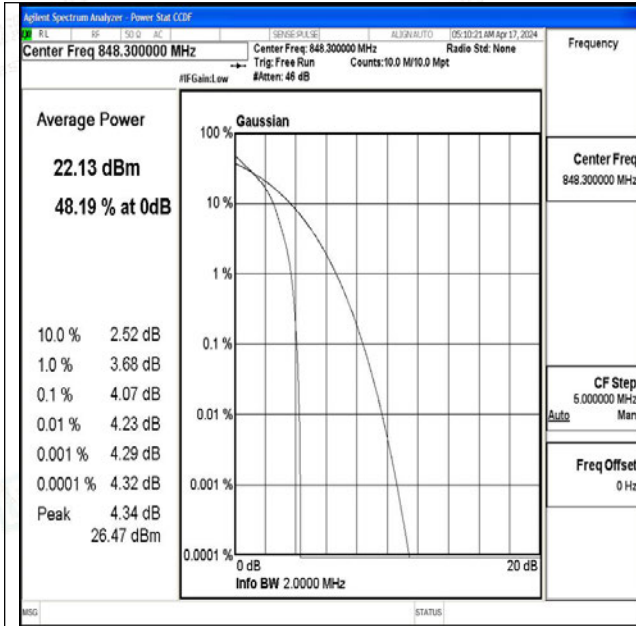 Agilent Spectrum Analyzer - Power Stat CCDF
RL RF 50 Ω AC SENSE:PULSE ALIGN AUTO 05:10:21 AM Apr 17, 2024
Center Freq 848.300000 MHz
Center Freq: 848.300000 MHz Radio Std: None
Trig: Free Run Counts:10.0 M/10.0 Mpt
#IFGain:Low #Atten: 46 dB
Average Power
22.13 dBm
48.19 % at 0dB
10.0 % 2.52 dB
1.0 % 3.68 dB
0.1 % 4.07 dB
0.01 % 4.23 dB
0.001 % 4.29 dB
0.0001 % 4.32 dB
Peak 4.34 dB
26.47 dBm
Gaussian
100 %
10 %
1 %
0.1 %
0.01 %
0.001 %
0.0001 %
0 dB 20 dB
Info BW 2.0000 MHz
Frequency
Center Freq
848.300000 MHz
CF Step
5.000000 MHz
Auto Man
Freq Offset
0 Hz
MSG STATUS